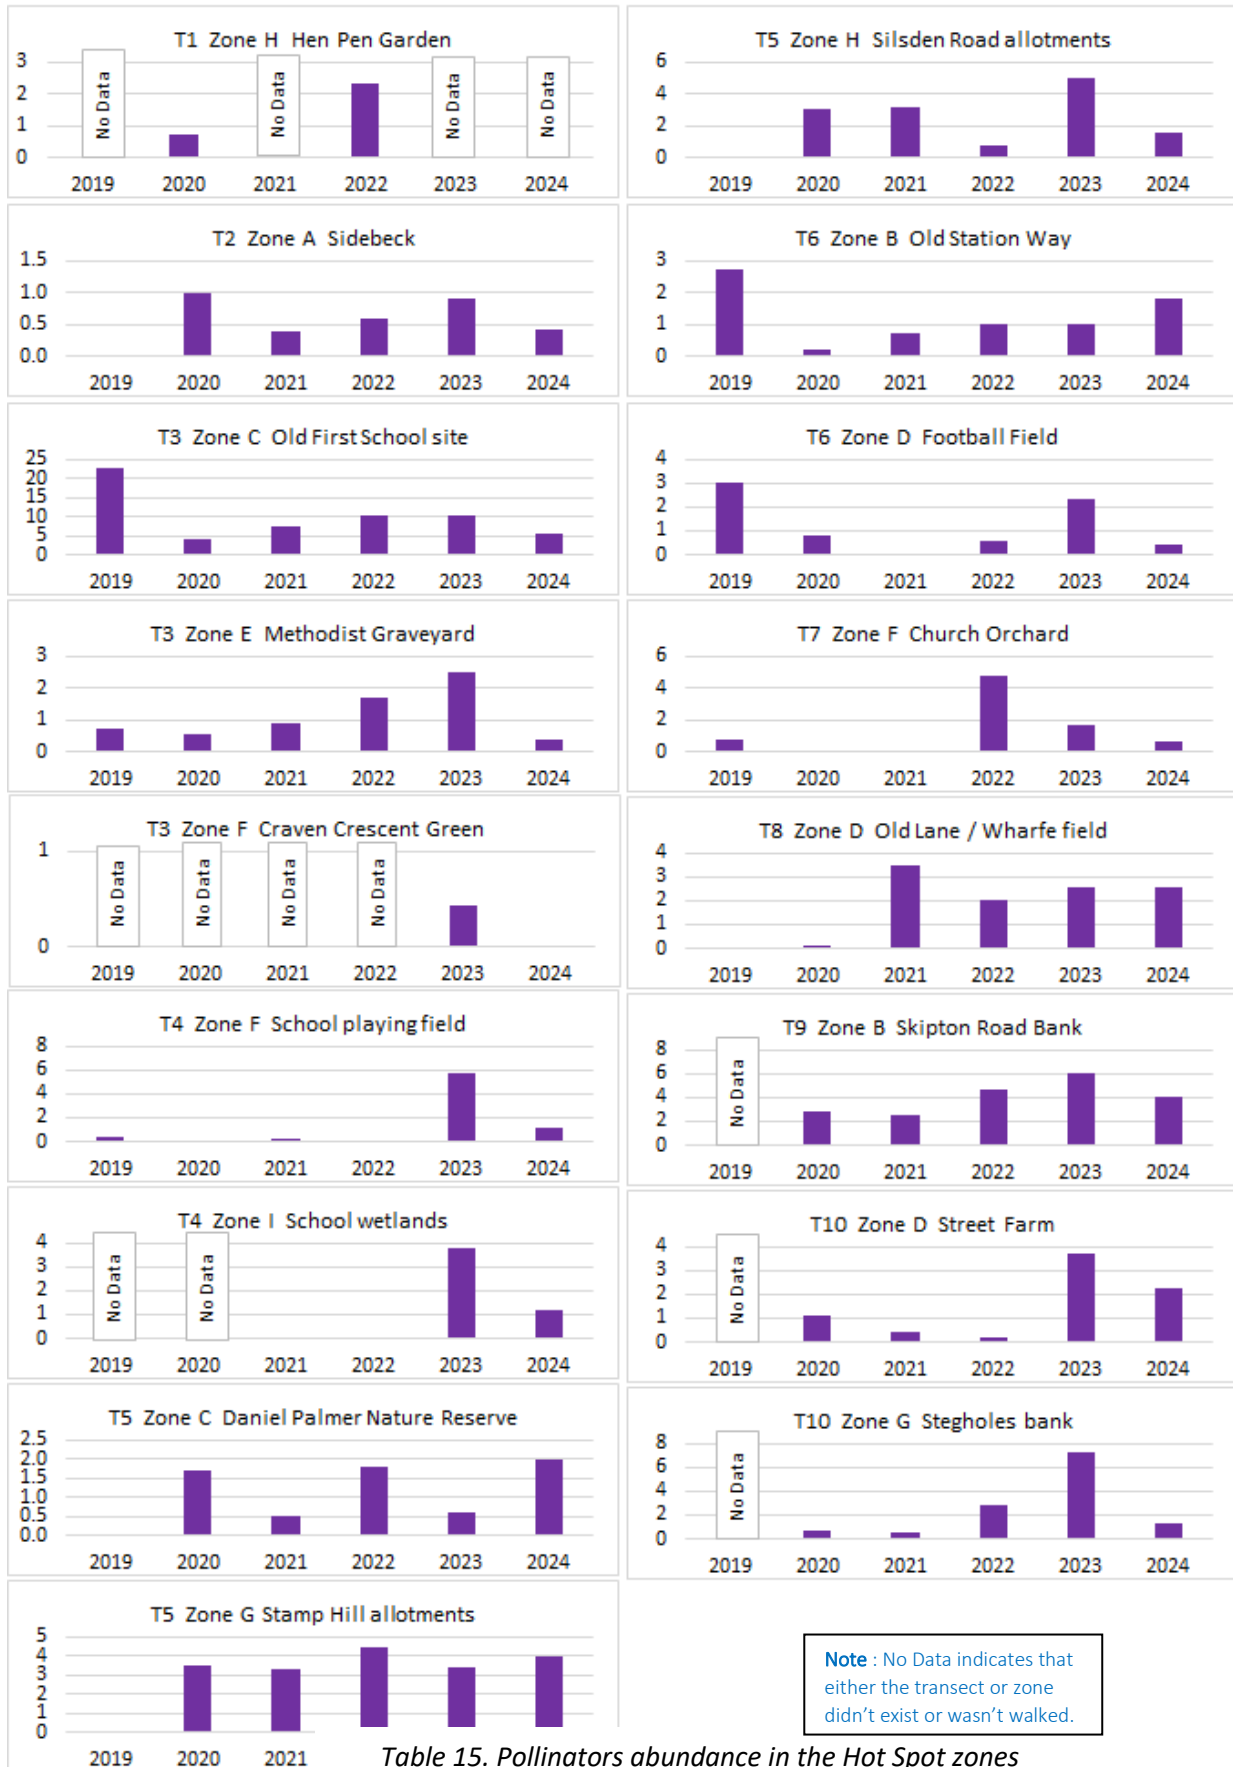 T1 Zone H Hen Pen Garden
3
2
1
0
No Data
No Data
No Data
No Data
2019 2020 2021 2022 2023 2024
T2 Zone A Sidebeck
1.5
1.0
0.5
0.0
2019 2020 2021 2022 2023 2024
T3 Zone C Old First School site
25
20
15
10
5
0
2019 2020 2021 2022 2023 2024
T3 Zone E Methodist Graveyard
3
2
1
0
2019 2020 2021 2022 2023 2024
T3 Zone F Craven Crescent Green
1
0
No Data
No Data
No Data
No Data
2019 2020 2021 2022 2023 2024
T4 Zone F School playing field
8
6
4
2
0
2019 2020 2021 2022 2023 2024
T4 Zone I School wetlands
4
3
2
1
0
No Data
No Data
2019 2020 2021 2022 2023 2024
T5 Zone C Daniel Palmer Nature Reserve
2.5
2.0
1.5
1.0
0.5
0.0
2019 2020 2021 2022 2023 2024
T5 Zone G Stamp Hill allotments
5
4
3
2
1
0
2019 2020 2021
T5 Zone H Silsden Road allotments
6
4
2
0
2019 2020 2021 2022 2023 2024
T6 Zone B Old Station Way
3
2
1
0
2019 2020 2021 2022 2023 2024
T6 Zone D Football Field
4
3
2
1
0
2019 2020 2021 2022 2023 2024
T7 Zone F Church Orchard
6
4
2
0
2019 2020 2021 2022 2023 2024
T8 Zone D Old Lane / Wharfe field
4
3
2
1
0
2019 2020 2021 2022 2023 2024
T9 Zone B Skipton Road Bank
8
6
4
2
0
No Data
2019 2020 2021 2022 2023 2024
T10 Zone D Street Farm
4
3
2
1
0
No Data
2019 2020 2021 2022 2023 2024
T10 Zone G Stegholes bank
8
6
4
2
0
No Data
2019 2020 2021 2022 2023 2024
Note : No Data indicates that
either the transect or zone
didn't exist or wasn't walked.
Table 15. Pollinators abundance in the Hot Spot zones